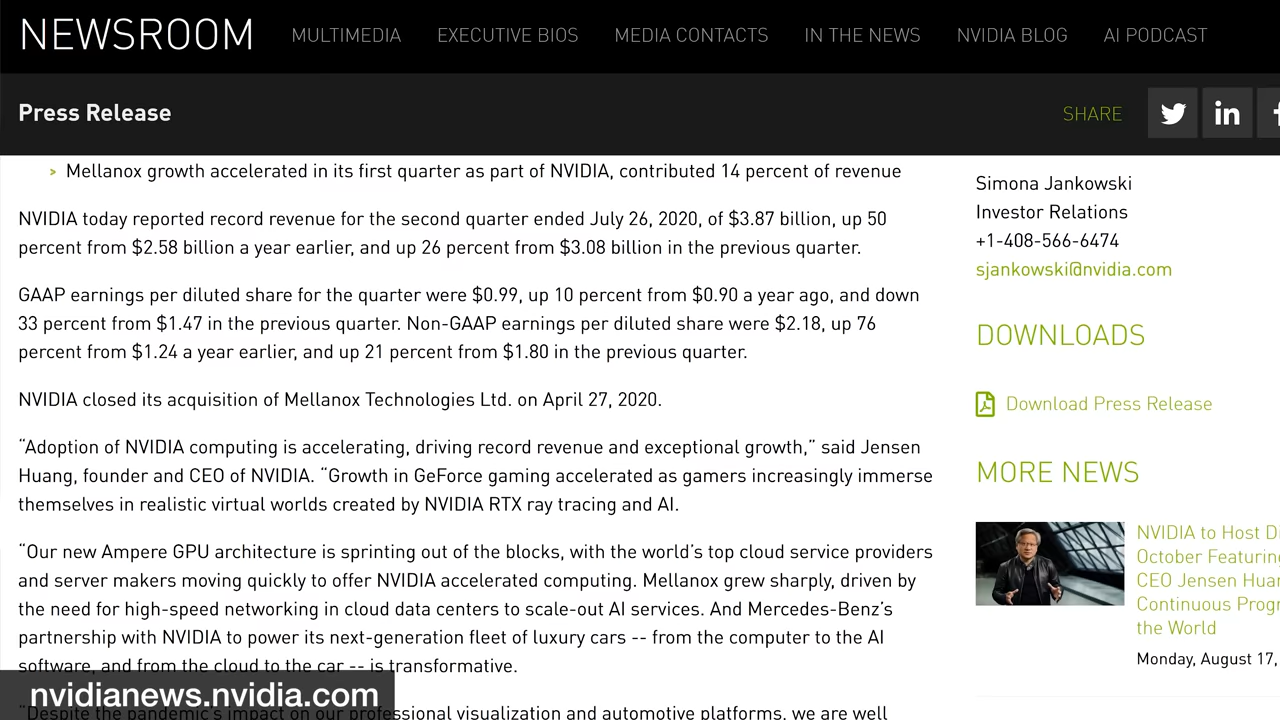 NEWSROOM MULTIMEDIA EXECUTIVE BIOS MEDIA CONTACTS IN THE NEWS NVIDIA BLOG AI PODCAST
Press Release
SHARE
> Mellanox growth accelerated in its first quarter as part of NVIDIA, contributed 14 percent of revenue
NVIDIA today reported record revenue for the second quarter ended July 26, 2020, of $3.87 billion, up 50
percent from $2.58 billion a year earlier, and up 26 percent from $3.08 billion in the previous quarter.
GAAP earnings per diluted share for the quarter were $0.99, up 10 percent from $0.90 a year ago, and down
33 percent from $1.47 in the previous quarter. Non-GAAP earnings per diluted share were $2.18, up 76
percent from $1.24 a year earlier, and up 21 percent from $1.80 in the previous quarter.
NVIDIA closed its acquisition of Mellanox Technologies Ltd. on April 27, 2020.
“Adoption of NVIDIA computing is accelerating, driving record revenue and exceptional growth,” said Jensen
Huang, founder and CEO of NVIDIA. “Growth in GeForce gaming accelerated as gamers increasingly immerse
themselves in realistic virtual worlds created by NVIDIA RTX ray tracing and AI.
“Our new Ampere GPU architecture is sprinting out of the blocks, with the world’s top cloud service providers
and server makers moving quickly to offer NVIDIA accelerated computing. Mellanox grew sharply, driven by
the need for high-speed networking in cloud data centers to scale-out AI services. And Mercedes-Benz’s
partnership with NVIDIA to power its next-generation fleet of luxury cars -- from the computer to the AI
software, and from the cloud to the car -- is transformative.
“Despite the pandemic’s impact on our professional visualization and automotive platforms, we are well
Simona Jankowski
Investor Relations
+1-408-566-6474
sjankowski@nvidia.com
DOWNLOADS
Download Press Release
MORE NEWS
NVIDIA to Host
October Featuring
CEO Jensen
Continuous
the World
Monday, August 17,
nvidianews.nvidia.com